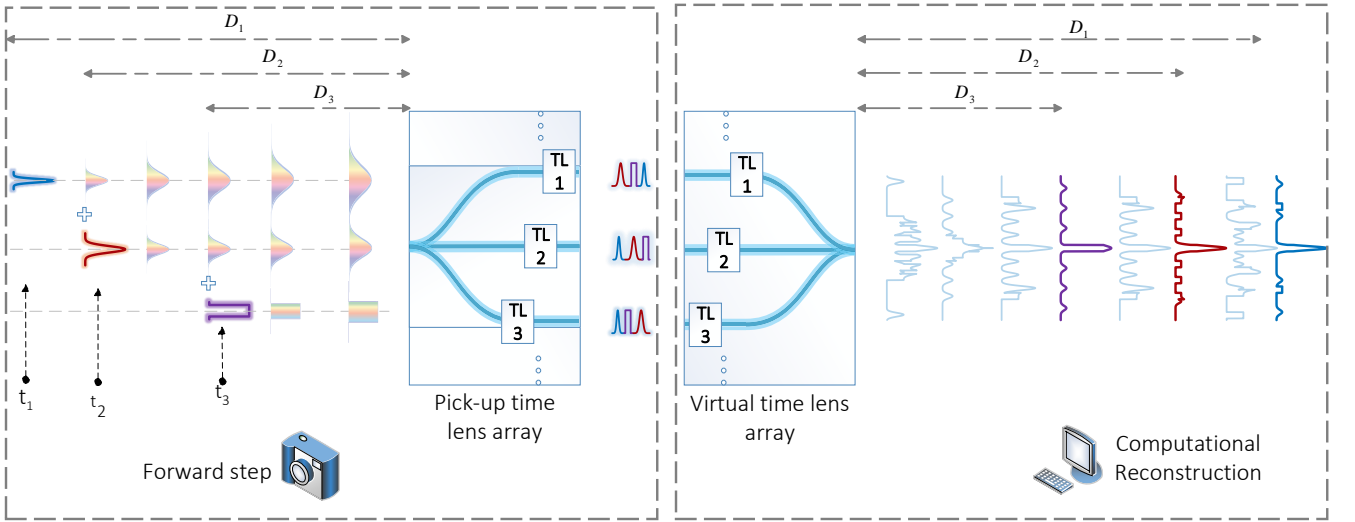 D₁
D₂
D₃
TL
1
TL
2
TL
3
t₁
t₂
t₃
Pick-up time
lens array
Forward step
D₁
D₂
D₃
TL
1
TL
2
TL
3
Virtual time lens
array
Computational
Reconstruction